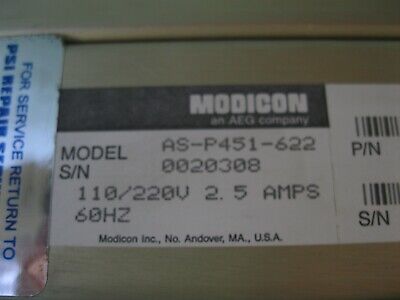 MODICON
an AEG company
MODEL AS-P451-622
S/N 0020308
110/220V 2.5 AMPS
60HZ
Modicon Inc., No. Andover, MA., U.S.A.
P/N
S/N
FOR SERVICE RETURN TO
PSI REPAIR